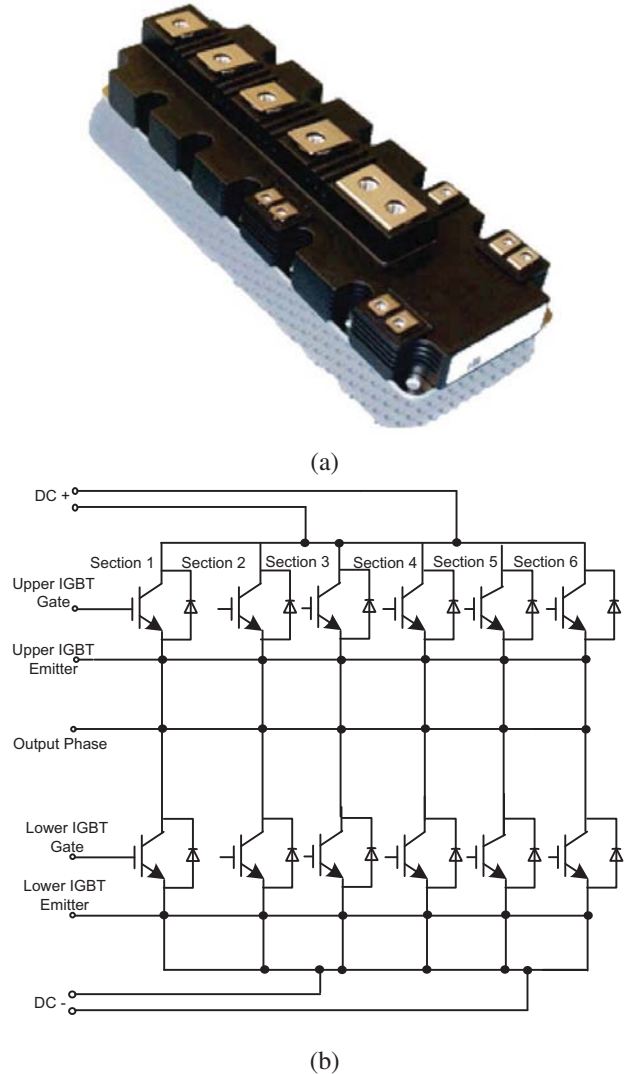 (a)
DC +
Section 1 Section 2 Section 3 Section 4 Section 5 Section 6
Upper IGBT
Gate
Upper IGBT
Emitter
Output Phase
Lower IGBT
Gate
Lower IGBT
Emitter
DC -
(b)